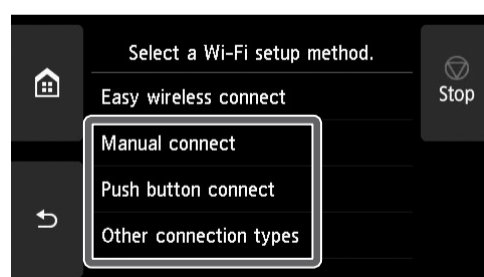 Select a Wi-Fi setup method.
Easy wireless connect
Stop
Manual connect
Push button connect
Other connection types